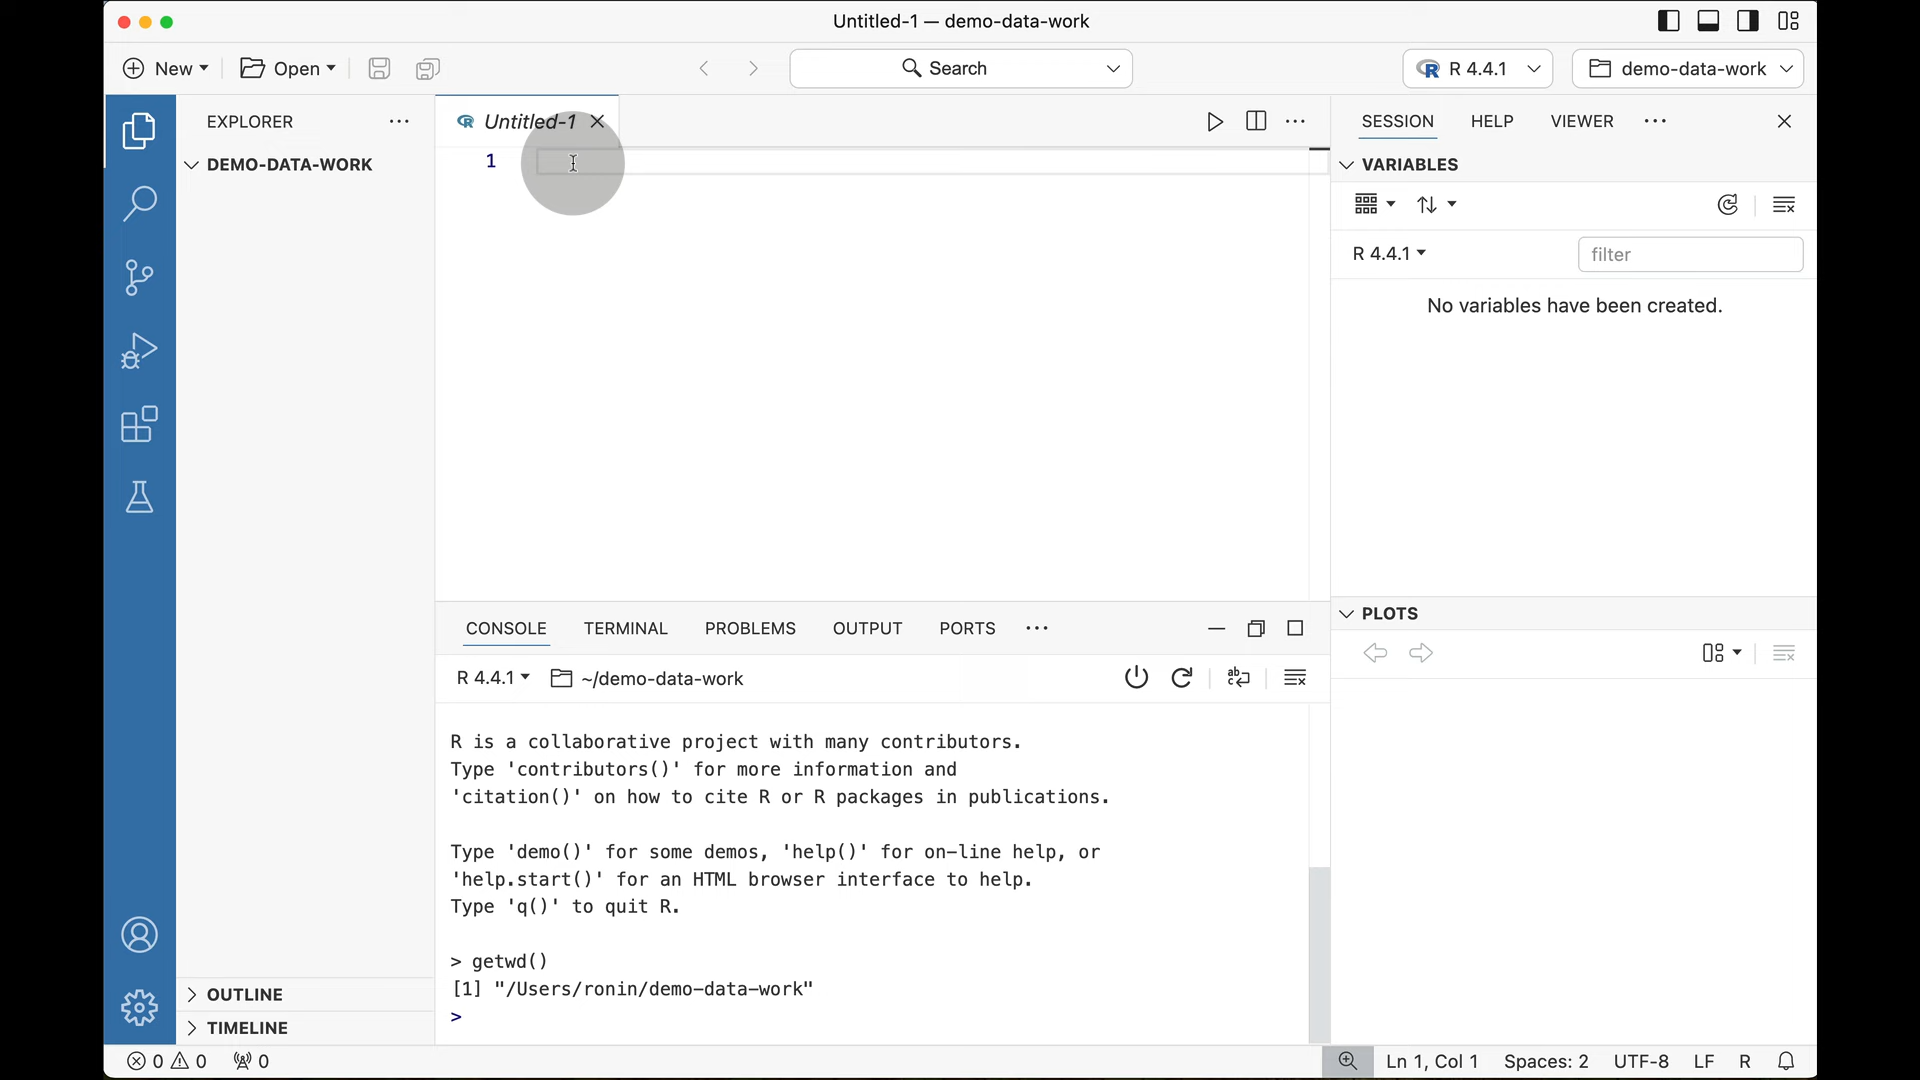 Untitled-1 — demo-data-work
New
Open
Search
R 4.4.1
demo-data-work
EXPLORER
DEMO-DATA-WORK
OUTLINE
TIMELINE
Untitled-1
1
CONSOLE
TERMINAL
PROBLEMS
OUTPUT
PORTS
R 4.4.1
~/demo-data-work
R is a collaborative project with many contributors.
Type 'contributors()' for more information and
'citation()' on how to cite R or R packages in publications.
Type 'demo()' for some demos, 'help()' for on-line help, or
'help.start()' for an HTML browser interface to help.
Type 'q()' to quit R.
> getwd()
[1] "/Users/ronin/demo-data-work"
>
SESSION
HELP
VIEWER
VARIABLES
R 4.4.1
filter
No variables have been created.
PLOTS
0
0
0
Ln 1, Col 1
Spaces: 2
UTF-8
LF
R